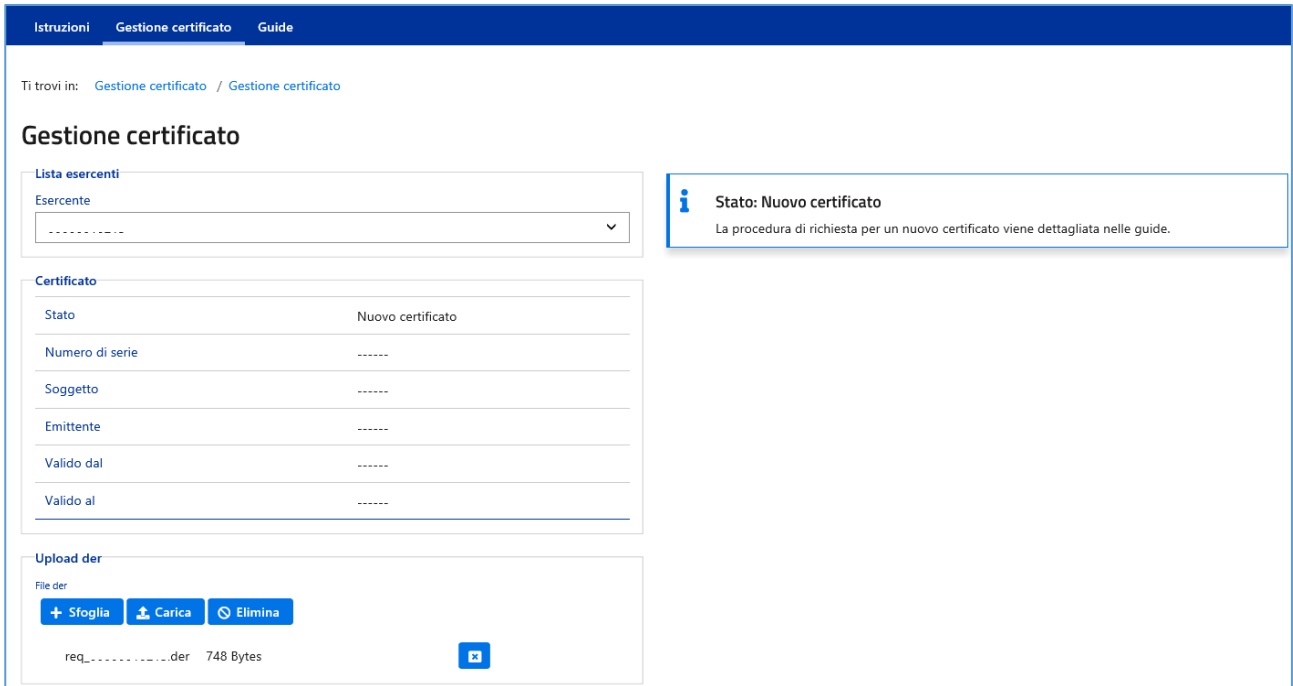 Istruzioni Gestione certificato Guide
Ti trovi in: Gestione certificato / Gestione certificato
Gestione certificato
Lista esercenti
Esercente
Stato: Nuovo certificato
La procedura di richiesta per un nuovo certificato viene dettagliata nelle guide.
Certificato
Stato Nuovo certificato
Numero di serie ------
Soggetto ------
Emittente ------
Valido dal ------
Valido al ------
Upload der
File der
Sfoglia Carica Elimina
req_ .der 748 Bytes